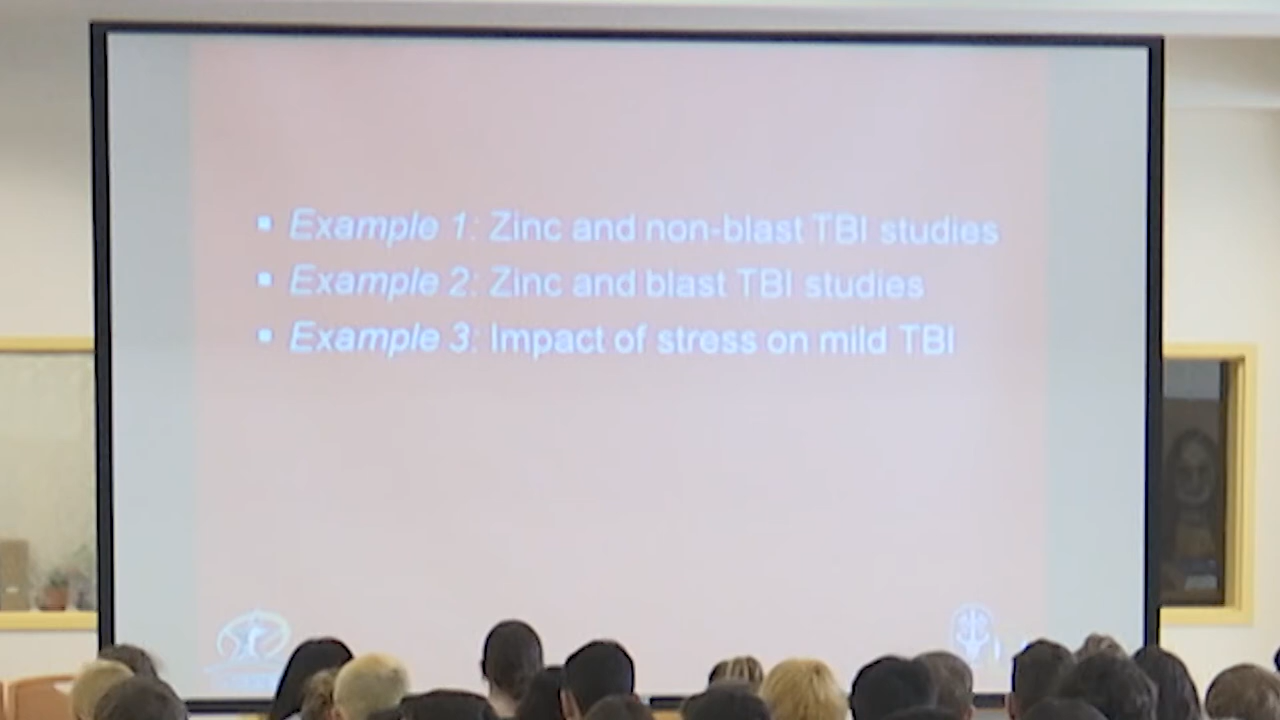 ▪ Example 1: Zinc and non-blast TBI studies
▪ Example 2: Zinc and blast TBI studies
▪ Example 3: Impact of stress on mild TBI